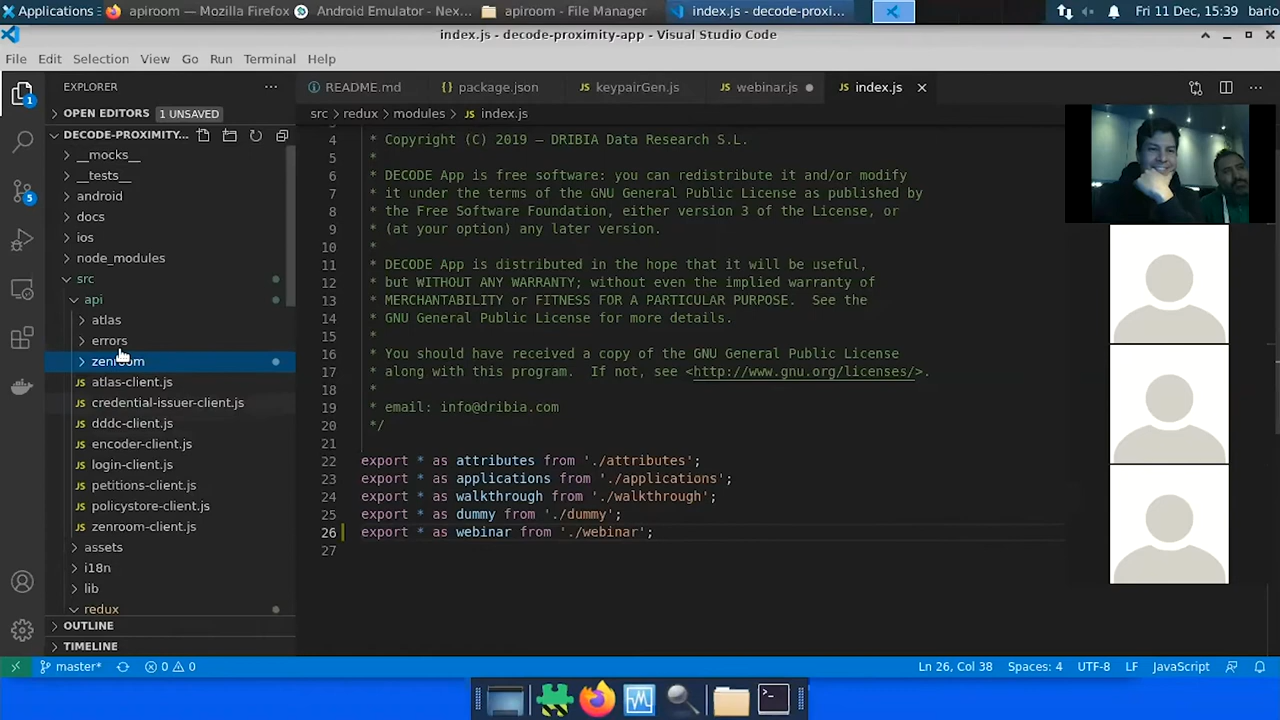 Applications
apiroom — Mozilla Firefox
Android Emulator - Nex...
apiroom - File Manager
index.js - decode-proxi...
Fri 11 Dec, 15:39 bario
index.js - decode-proximity-app - Visual Studio Code
File Edit Selection View Go Run Terminal Help
EXPLORER
README.md
package.json
keypairGen.js
webinar.js
index.js
OPEN EDITORS 1 UNSAVED
src > redux > modules > index.js
DECODE-PROXIMITY...
__mocks__
__tests__
android
docs
ios
node_modules
src
api
atlas
errors
zenroom
atlas-client.js
credential-issuer-client.js
dddc-client.js
encoder-client.js
login-client.js
petitions-client.js
policystore-client.js
zenroom-client.js
assets
i18n
lib
redux
OUTLINE
TIMELINE
1
5
4 * Copyright (C) 2019 – DRIBIA Data Research S.L.
5 *
6 * DECODE App is free software: you can redistribute it and/or modify
7 * it under the terms of the GNU General Public License as published by
8 * the Free Software Foundation, either version 3 of the License, or
9 * (at your option) any later version.
10 *
11 * DECODE App is distributed in the hope that it will be useful,
12 * but WITHOUT ANY WARRANTY; without even the implied warranty of
13 * MERCHANTABILITY or FITNESS FOR A PARTICULAR PURPOSE. See the
14 * GNU General Public License for more details.
15 *
16 * You should have received a copy of the GNU General Public License
17 * along with this program. If not, see <http://www.gnu.org/licenses/>.
18 *
19 * email: info@dribia.com
20 */
21
22 export * as attributes from './attributes';
23 export * as applications from './applications';
24 export * as walkthrough from './walkthrough';
25 export * as dummy from './dummy';
26 export * as webinar from './webinar';
27
master* 0 0
Ln 26, Col 38 Spaces: 4 UTF-8 LF JavaScript